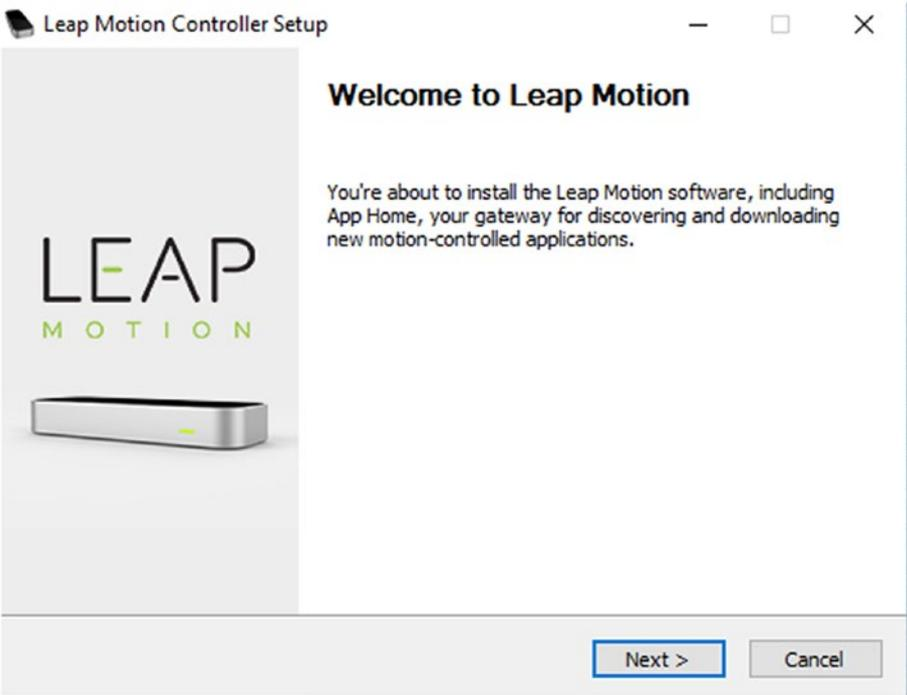 Leap Motion Controller Setup
Welcome to Leap Motion
You're about to install the Leap Motion software, including
App Home, your gateway for discovering and downloading
new motion-controlled applications.
LEAP
MOTION
Next >
Cancel